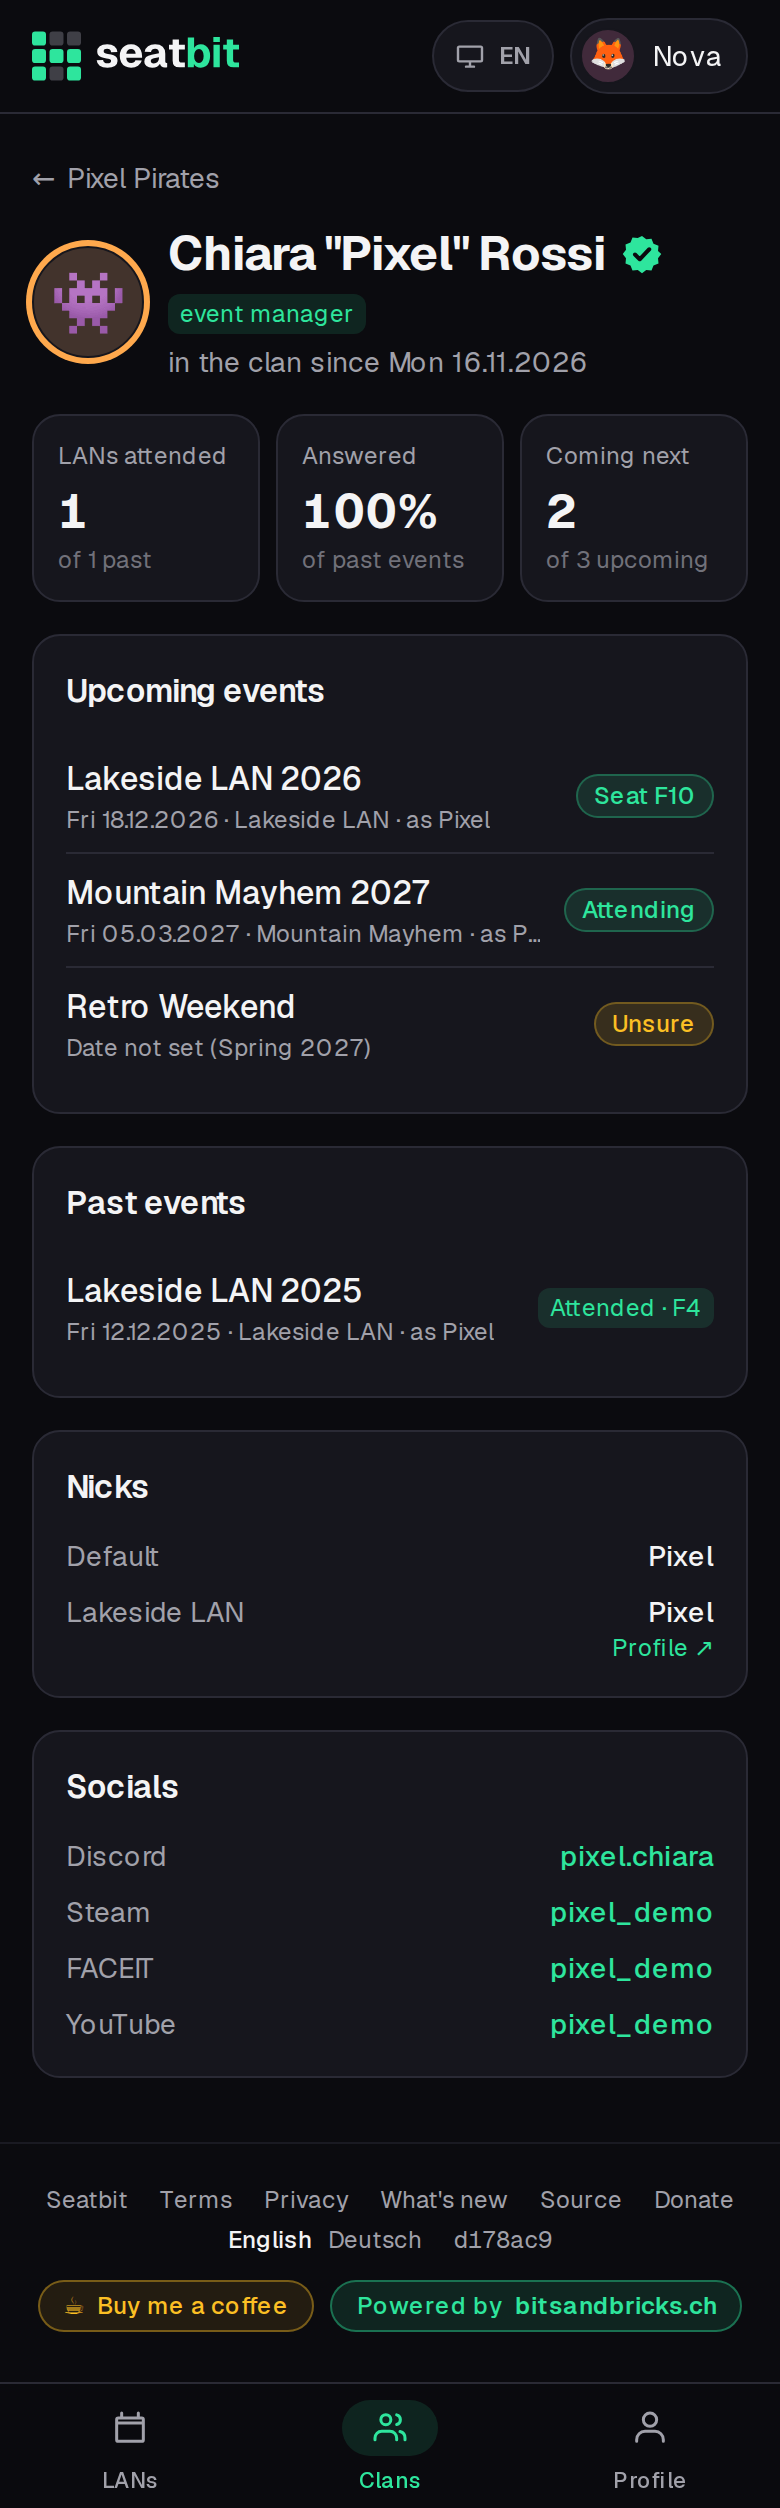 seatbit
EN
Nova
← Pixel Pirates
Chiara "Pixel" Rossi
event manager
in the clan since Mon 16.11.2026
LANs attended
1
of 1 past
Answered
100%
of past events
Coming next
2
of 3 upcoming
Upcoming events
Lakeside LAN 2026
Fri 18.12.2026 · Lakeside LAN · as Pixel
Seat F10
Mountain Mayhem 2027
Fri 05.03.2027 · Mountain Mayhem · as P…
Attending
Retro Weekend
Date not set (Spring 2027)
Unsure
Past events
Lakeside LAN 2025
Fri 12.12.2025 · Lakeside LAN · as Pixel
Attended · F4
Nicks
Default
Pixel
Lakeside LAN
Pixel
Profile ↗
Socials
Discord
pixel.chiara
Steam
pixel_demo
FACEIT
pixel_demo
YouTube
pixel_demo
Seatbit Terms Privacy What's new Source Donate
English Deutsch d178ac9
Buy me a coffee
Powered by bitsandbricks.ch
LANs
Clans
Profile